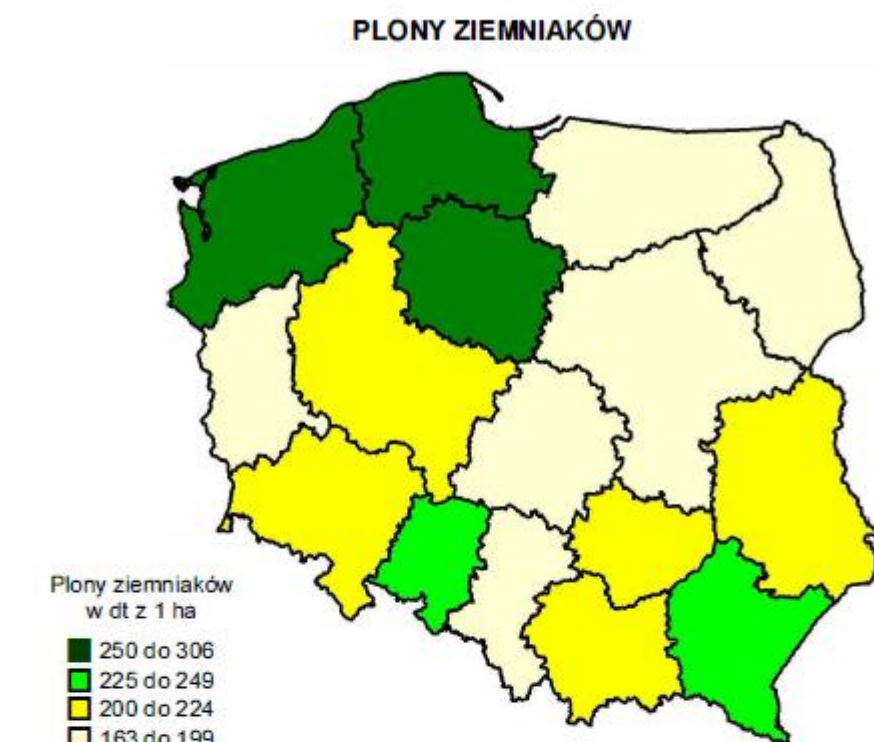 PLONY ZIEMNIAKÓW
Plony ziemniaków
w dt z 1 ha
250 do 306
225 do 249
200 do 224
163 do 199